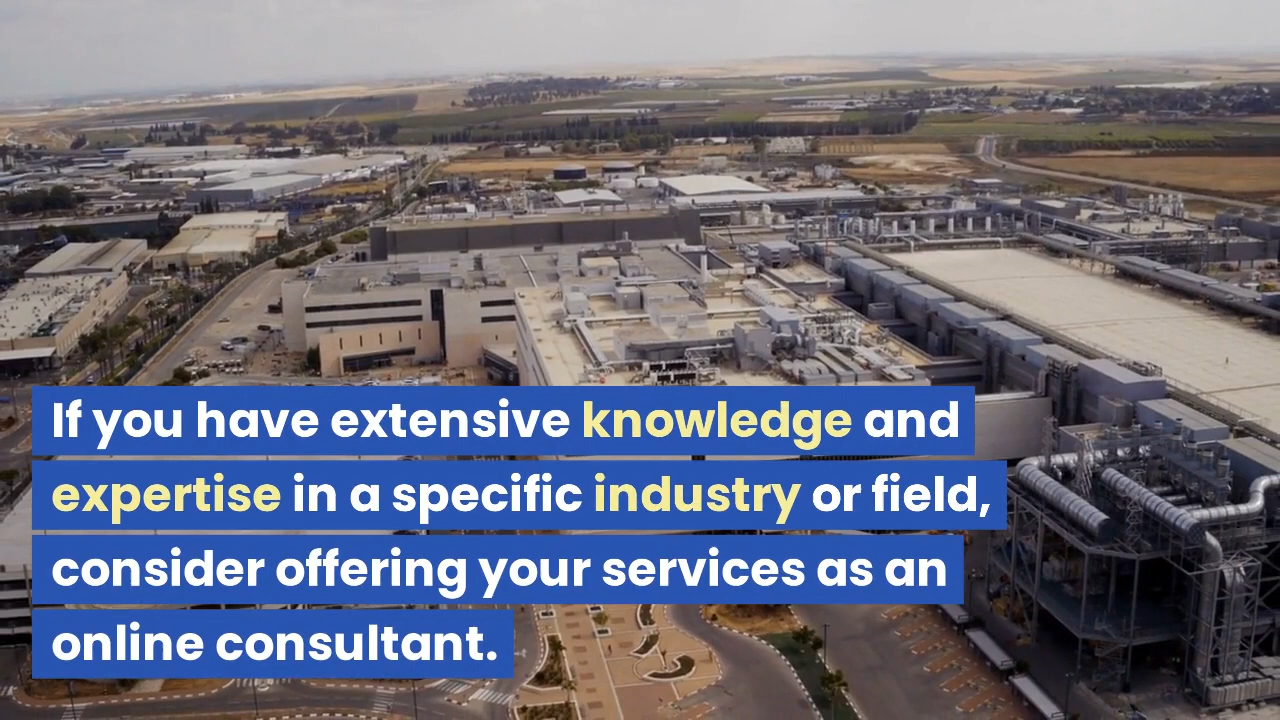 If you have extensive knowledge and
expertise in a specific industry or field,
consider offering your services as an
online consultant.